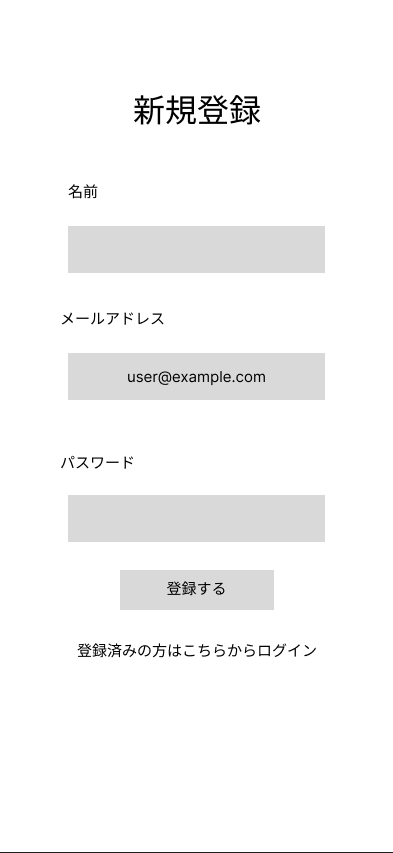 新規登録
名前
メールアドレス
user@example.com
パスワード
登録する
登録済みの方はこちらからログイン